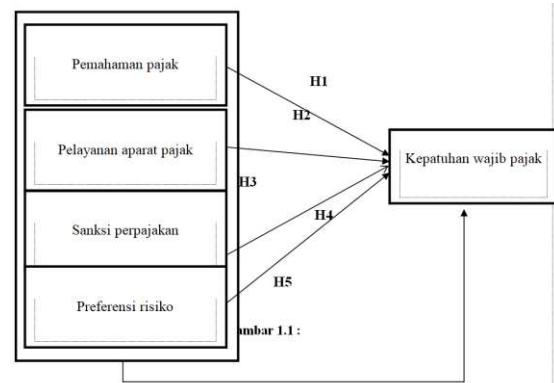 Pemahaman pajak
H1
H2
Pelayanan aparat pajak
Kepatuhan wajib pajak
H3
Sanksi perpajakan
H4
H5
Preferensi risiko
ambar 1.1 :